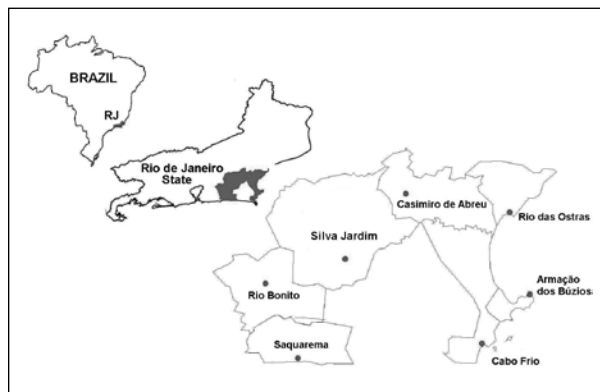 BRAZIL
RJ
Rio de Janeiro
State
Casimiro de Abreu
Rio das Ostras
Silva Jardim
Armação
dos Búzios
Rio Bonito
Saquarema
Cabo Frio